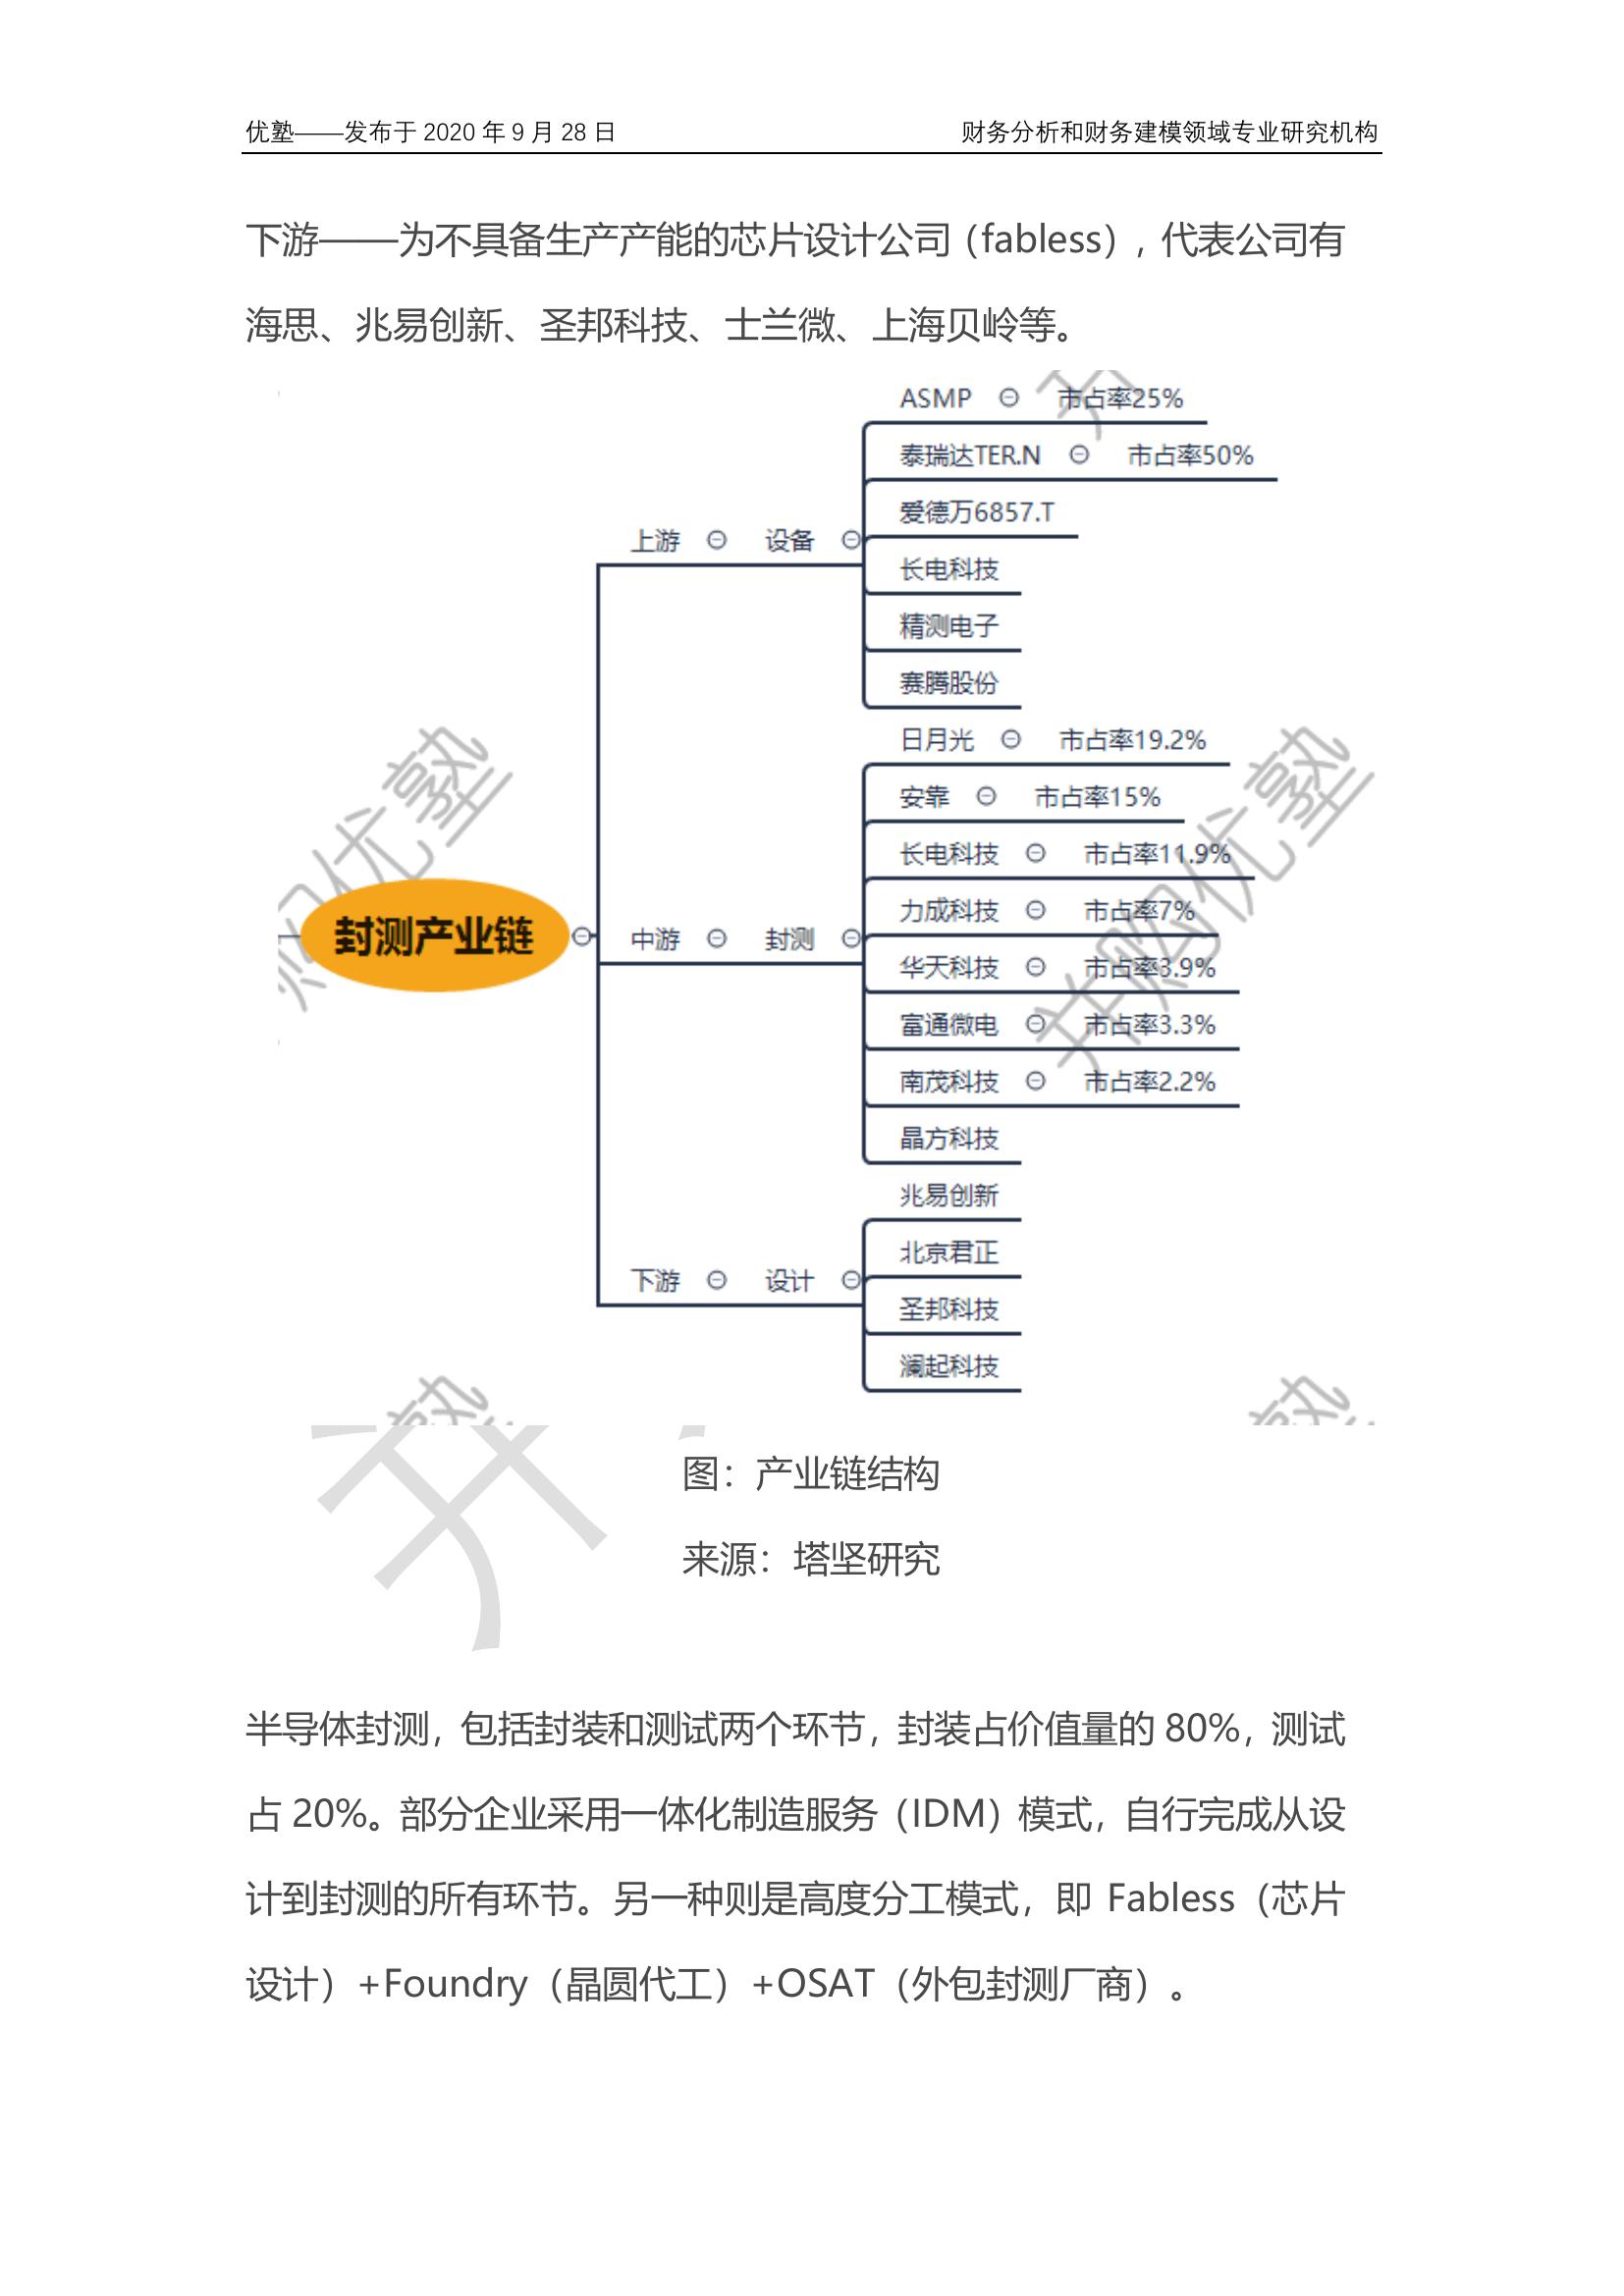 优塾——发布于 2020 年 9 月 28 日
财务分析和财务建模领域专业研究机构
下游——为不具备生产产能的芯片设计公司（fabless），代表公司有
海思、兆易创新、圣邦科技、士兰微、上海贝岭等。
封测产业链
上游 设备
ASMP 市占率25%
泰瑞达TER.N 市占率50%
爱德万6857.T
长电科技
精测电子
赛腾股份
中游 封测
日月光 市占率19.2%
安靠 市占率15%
长电科技 市占率11.9%
力成科技 市占率7%
华天科技 市占率3.9%
富通微电 市占率3.3%
南茂科技 市占率2.2%
晶方科技
下游 设计
兆易创新
北京君正
圣邦科技
澜起科技
并购优塾
购优塾
塾
塾
图：产业链结构
来源：塔坚研究
半导体封测，包括封装和测试两个环节，封装占价值量的 80%，测试
占 20%。部分企业采用一体化制造服务（IDM）模式，自行完成从设
计到封测的所有环节。另一种则是高度分工模式，即 Fabless（芯片
设计）+Foundry（晶圆代工）+OSAT（外包封测厂商）。